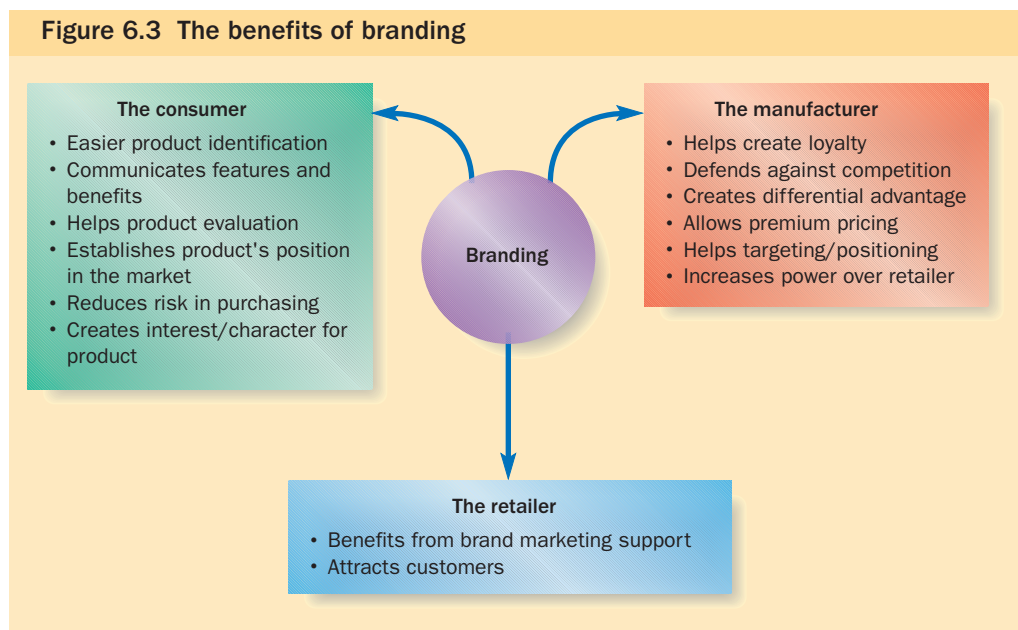 Figure 6.3 The benefits of branding
The consumer
• Easier product identification
• Communicates features and
benefits
• Helps product evaluation
• Establishes product's position
in the market
• Reduces risk in purchasing
• Creates interest/character for
product
Branding
The manufacturer
• Helps create loyalty
• Defends against competition
• Creates differential advantage
• Allows premium pricing
• Helps targeting/positioning
• Increases power over retailer
The retailer
• Benefits from brand marketing support
• Attracts customers